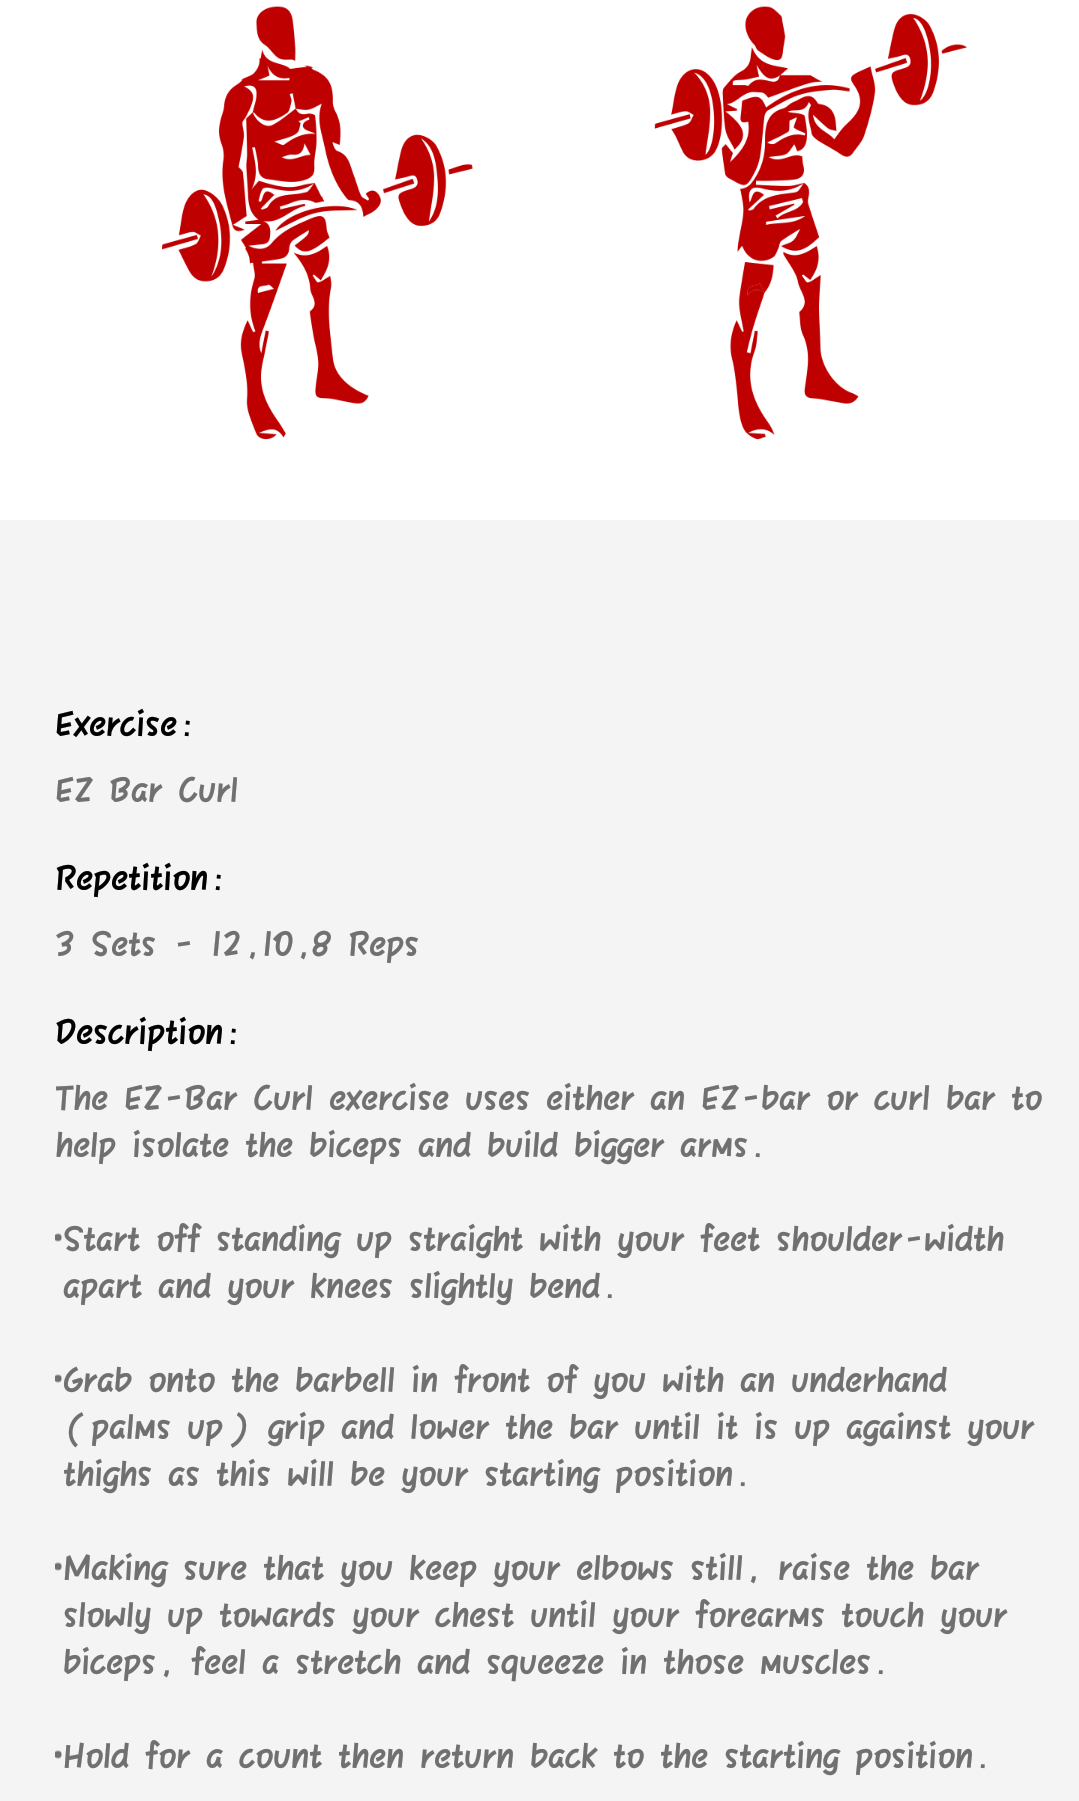 Exercise:
EZ Bar Curl
Repetition:
3 Sets - 12,10,8 Reps
Description:
The EZ-Bar Curl exercise uses either an EZ-bar or curl bar to
help isolate the biceps and build bigger arms.
•Start off standing up straight with your feet shoulder-width
apart and your knees slightly bend.
•Grab onto the barbell in front of you with an underhand
(palms up) grip and lower the bar until it is up against your
thighs as this will be your starting position.
•Making sure that you keep your elbows still, raise the bar
slowly up towards your chest until your forearms touch your
biceps, feel a stretch and squeeze in those muscles.
•Hold for a count then return back to the starting position.